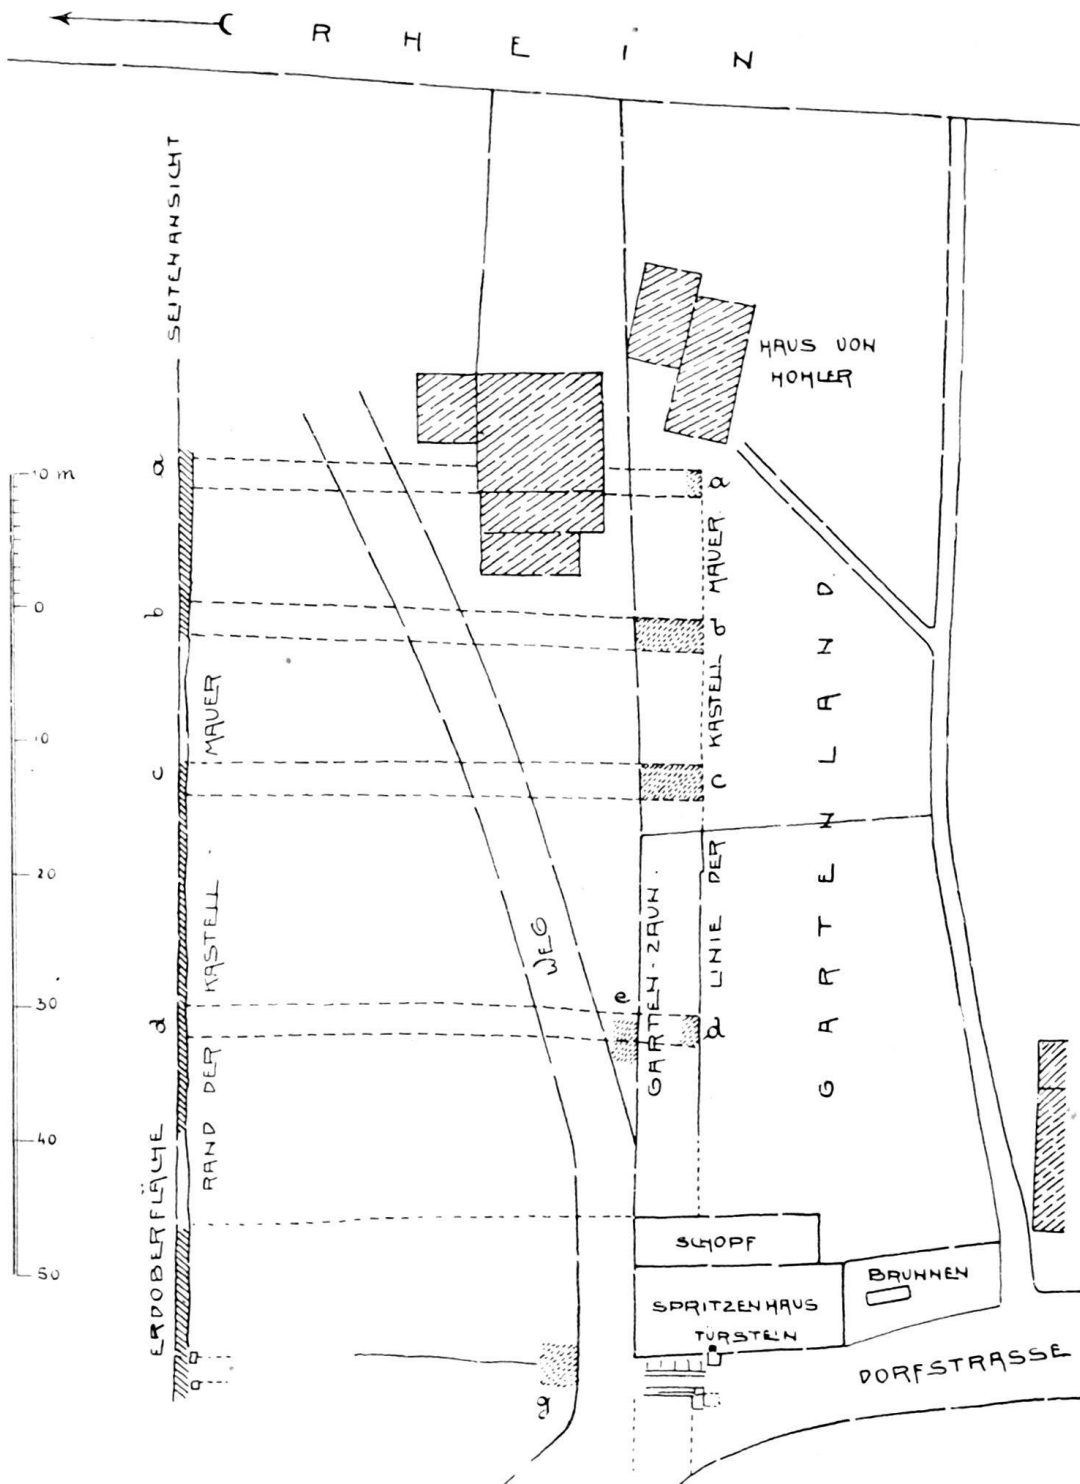 RHEIN
SEITENANSICHT
HAUS VON
HOHLER
10 m
0
10
20
30
40
50
a
b
c
d
a
b
c
d
e
g
RAND DER KASTELL-MAUER
ERDOBERFLÄCHE
LINIE DER KASTELL MAUER
GARTENLAND
GARTEN-ZAUN.
WEG
SCHOPF
SPRITZENHAUS
TÜRSTEIN
BRUNNEN
DORFSTRASSE